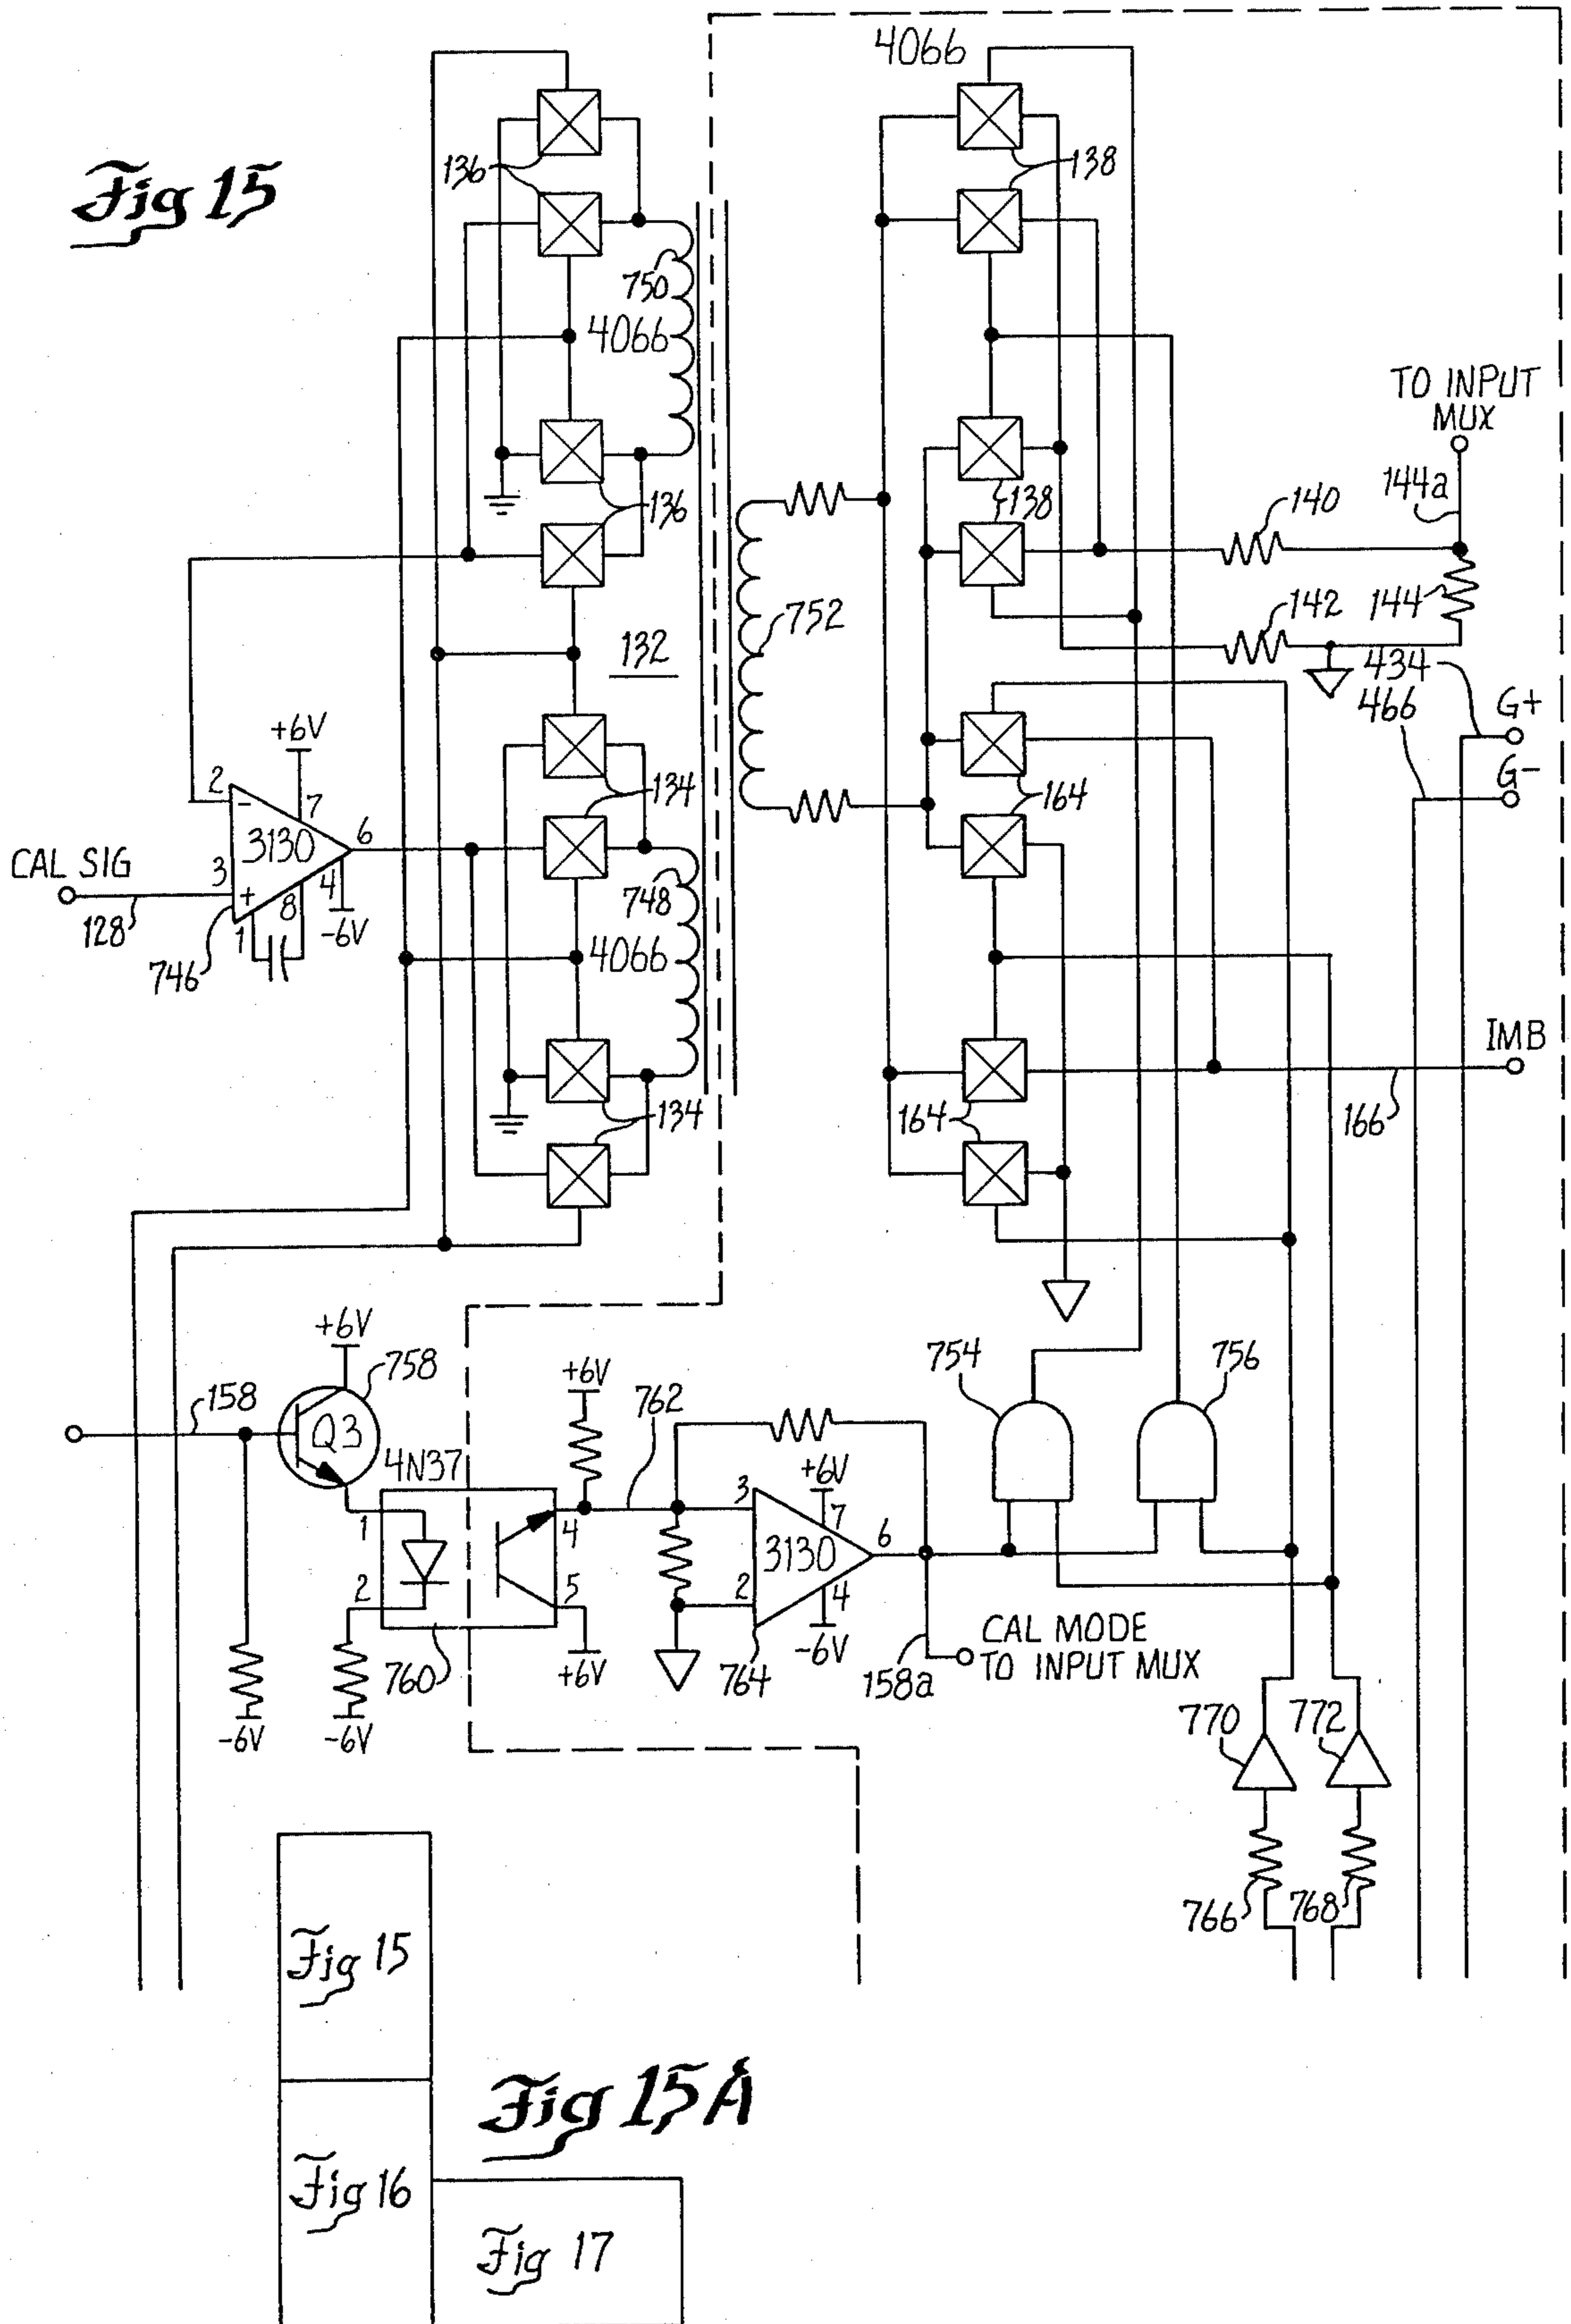 Fig 15
4066
136
138
750
4066
TO INPUT
MUX
136
138
140
144a
142
144
132
752
434
466
G+
G-
+6V
2
-
7
134
164
3130
6
CAL SIG
3
+
8
4
-6V
128
1
746
748
4066
IMB
134
164
166
+6V
758
158
Q3
4N37
+6V
762
754
756
1
4
3
+6V
7
3130
6
2
5
2
4
-6V
760
+6V
764
158a
CAL MODE
TO INPUT MUX
-6V
-6V
770
772
766
768
Fig 15
Fig 15A
Fig 16
Fig 17